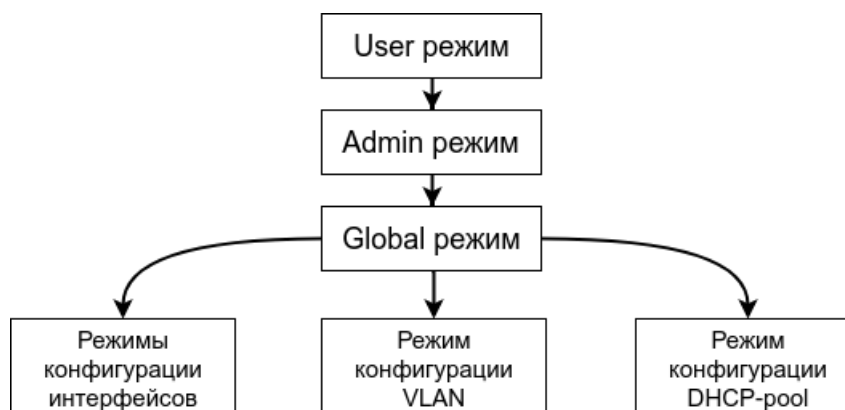 User режим
Admin режим
Global режим
Режимы
конфигурации
интерфейсов
Режим
конфигурации
VLAN
Режим
конфигурации
DHCP-pool